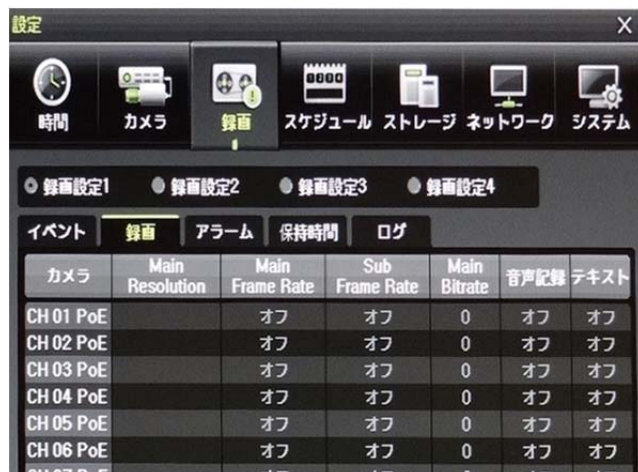 設定 X
時間 カメラ 録画 スケジュール ストレージ ネットワーク システム
録画設定1 録画設定2 録画設定3 録画設定4
イベント 録画 アラーム 保持時間 ログ
カメラ Main Resolution Main Frame Rate Sub Frame Rate Main Bitrate 音声記録 テキスト
CH 01 PoE オフ オフ 0 オフ オフ
CH 02 PoE オフ オフ 0 オフ オフ
CH 03 PoE オフ オフ 0 オフ オフ
CH 04 PoE オフ オフ 0 オフ オフ
CH 05 PoE オフ オフ 0 オフ オフ
CH 06 PoE オフ オフ 0 オフ オフ